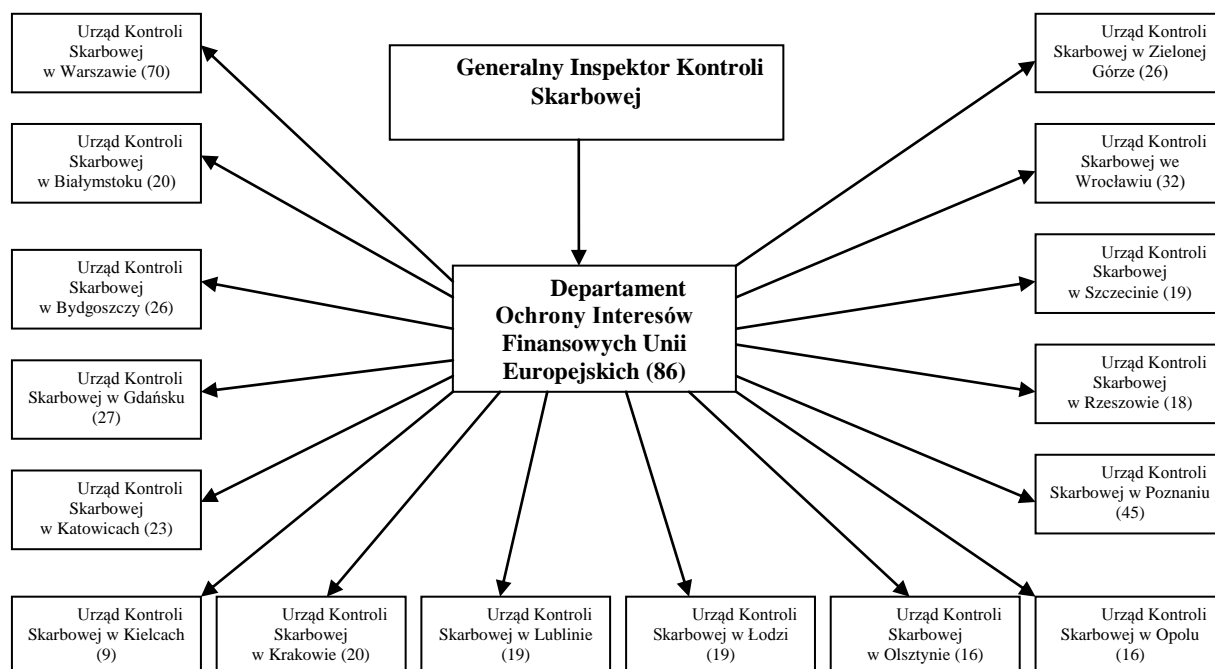 Urząd Kontroli
Skarbowej
w Warszawie (70)
Generalny Inspektor Kontroli
Skarbowej
Urząd Kontroli
Skarbowej w Zielonej
Górze (26)
Urząd Kontroli
Skarbowej
w Białymstoku (20)
Urząd Kontroli
Skarbowej we
Wrocławiu (32)
Urząd Kontroli
Skarbowej
w Bydgoszczy (26)
Departament
Ochrony Interesów
Finansowych Unii
Europejskich (86)
Urząd Kontroli
Skarbowej
w Szczecinie (19)
Urząd Kontroli
Skarbowej w Gdańsku
(27)
Urząd Kontroli
Skarbowej
w Rzeszowie (18)
Urząd Kontroli
Skarbowej
w Katowicach (23)
Urząd Kontroli
Skarbowej w Poznaniu
(45)
Urząd Kontroli
Skarbowej w Kielcach
(9)
Urząd Kontroli
Skarbowej
w Krakowie (20)
Urząd Kontroli
Skarbowej w Lublinie
(19)
Urząd Kontroli
Skarbowej w Łodzi
(19)
Urząd Kontroli
Skarbowej
w Olsztynie (16)
Urząd Kontroli
Skarbowej w Opolu
(16)